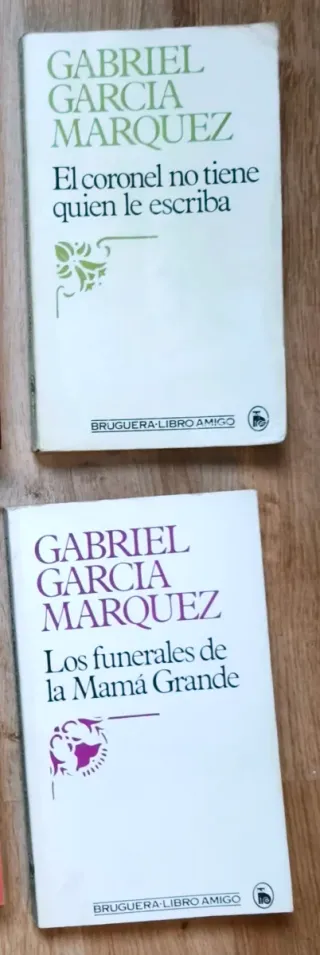 GABRIEL
GARCIA
MARQUEZ
El coronel no tiene
quien le escriba
BRUGUERA·LIBRO AMIGO
GABRIEL
GARCIA
MARQUEZ
Los funerales de
la Mamá Grande
BRUGUERA·LIBRO AMIGO